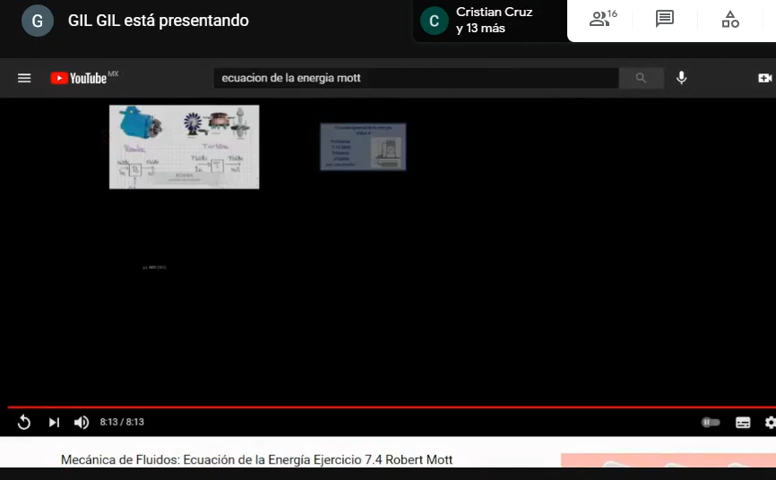 G GIL GIL está presentando
C Cristian Cruz
y 13 más
16
YouTube MX
ecuacion de la energia mott
Bomba
Turbina
8:13 / 8:13
Mecánica de Fluidos: Ecuación de la Energía Ejercicio 7.4 Robert Mott